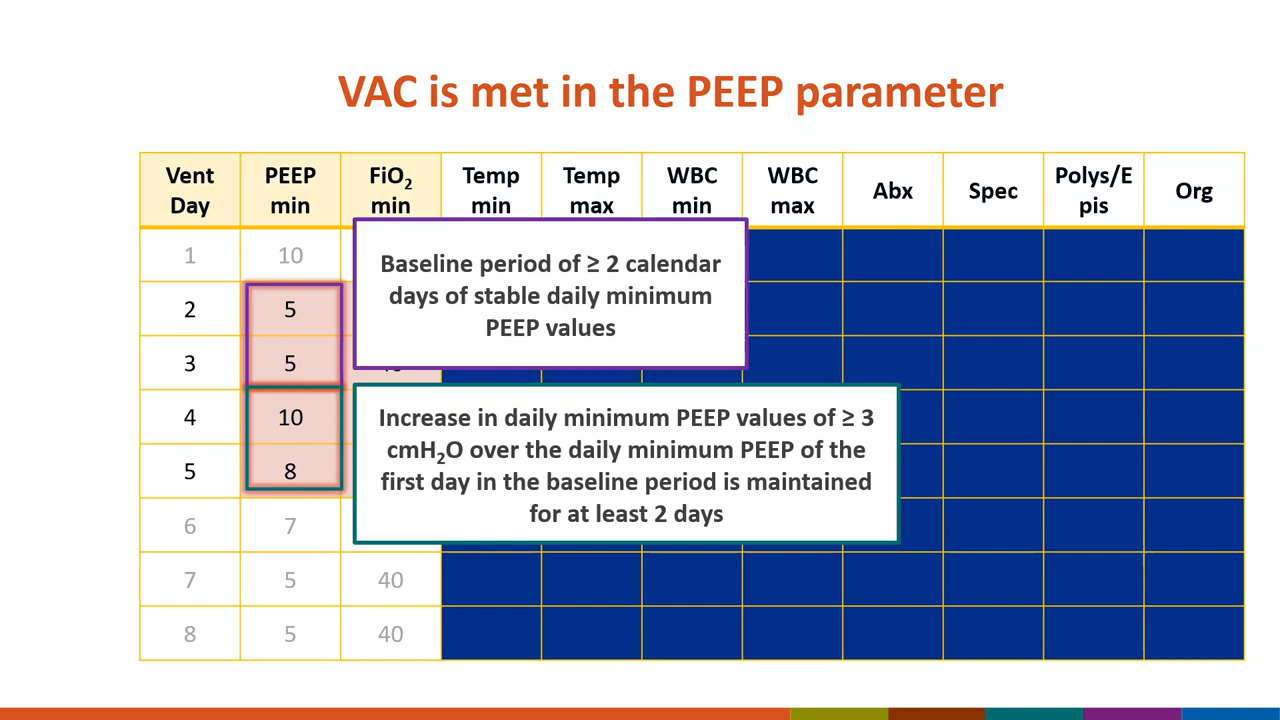 VAC is met in the PEEP parameter
Vent Day PEEP min FiO2 min Temp min Temp max WBC min WBC max Abx Spec Polys/Epis Org
1 10
2 5
3 5
4 10
5 8
6 7
7 5 40
8 5 40
Baseline period of ≥ 2 calendar
days of stable daily minimum
PEEP values
Increase in daily minimum PEEP values of ≥ 3
cmH2O over the daily minimum PEEP of the
first day in the baseline period is maintained
for at least 2 days